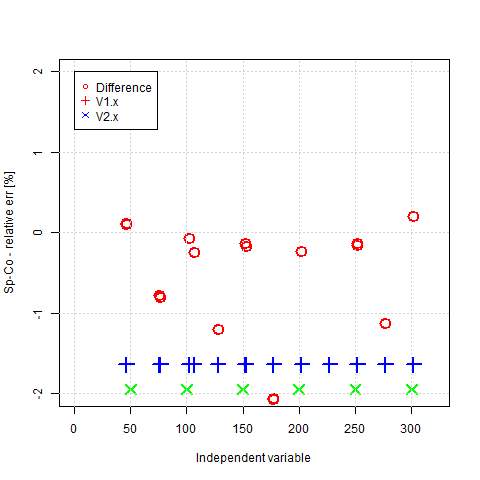 Difference
V1.x
V2.x
2
1
0
-1
-2
Sp-Co - relative err [%]
0 50 100 150 200 250 300
Independent variable